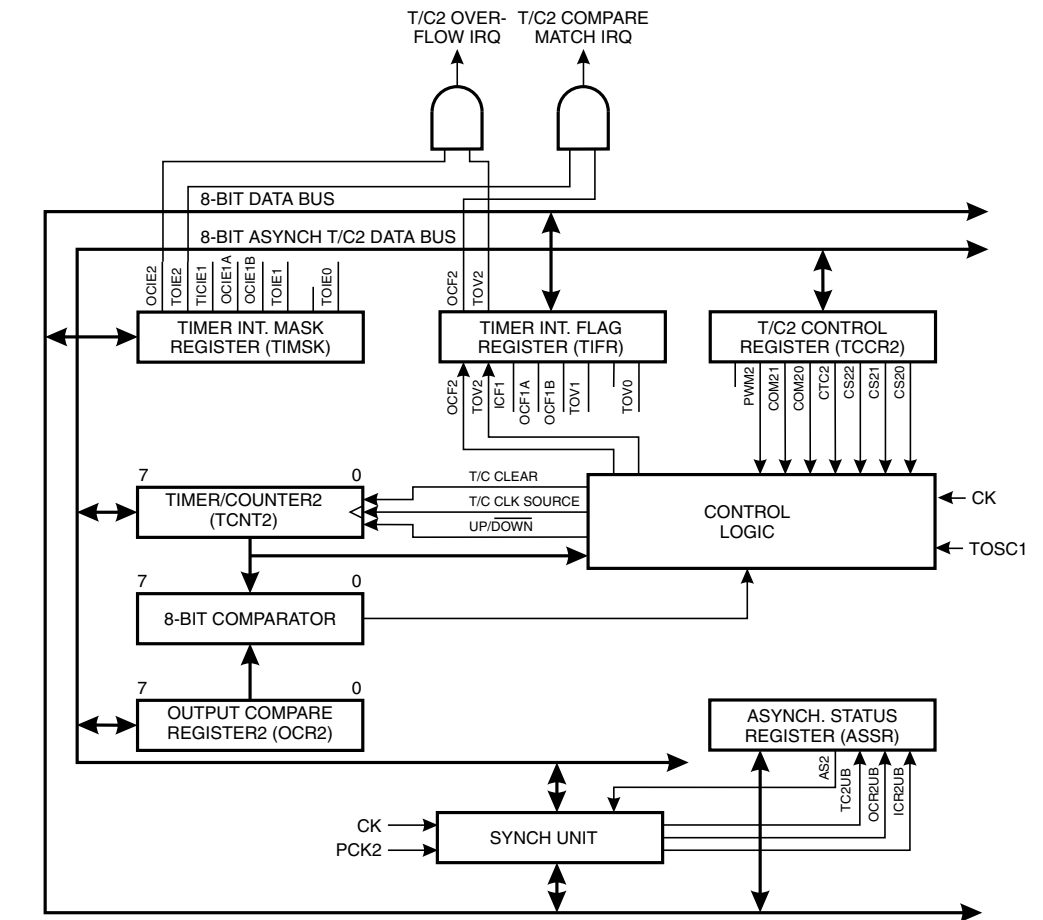 T/C2 OVER-
FLOW IRQ
T/C2 COMPARE
MATCH IRQ
8-BIT DATA BUS
8-BIT ASYNCH T/C2 DATA BUS
OCIE2
TOIE2
TICIE1
OCIE1A
OCIE1B
TOIE1
TOIE0
OCF2
TOV2
TIMER INT. MASK
REGISTER (TIMSK)
TIMER INT. FLAG
REGISTER (TIFR)
T/C2 CONTROL
REGISTER (TCCR2)
OCF2
TOV2
ICF1
OCF1A
OCF1B
TOV1
TOV0
PWM2
COM21
COM20
CTC2
CS22
CS21
CS20
7 0
TIMER/COUNTER2
(TCNT2)
T/C CLEAR
T/C CLK SOURCE
UP/DOWN
CONTROL
LOGIC
CK
TOSC1
7 0
8-BIT COMPARATOR
7 0
OUTPUT COMPARE
REGISTER2 (OCR2)
ASYNCH. STATUS
REGISTER (ASSR)
AS2
TC2UB
OCR2UB
ICR2UB
CK
PCK2
SYNCH UNIT